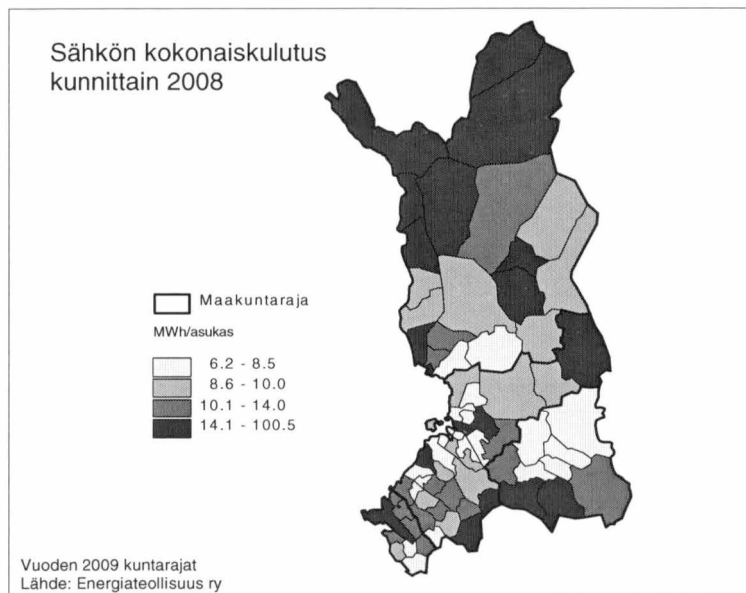 Sähkön kokonaiskulutus
kunnittain 2008
Maakuntaraja
MWh/asukas
6.2 - 8.5
8.6 - 10.0
10.1 - 14.0
14.1 - 100.5
Vuoden 2009 kuntarajat
Lähde: Energiateollisuus ry